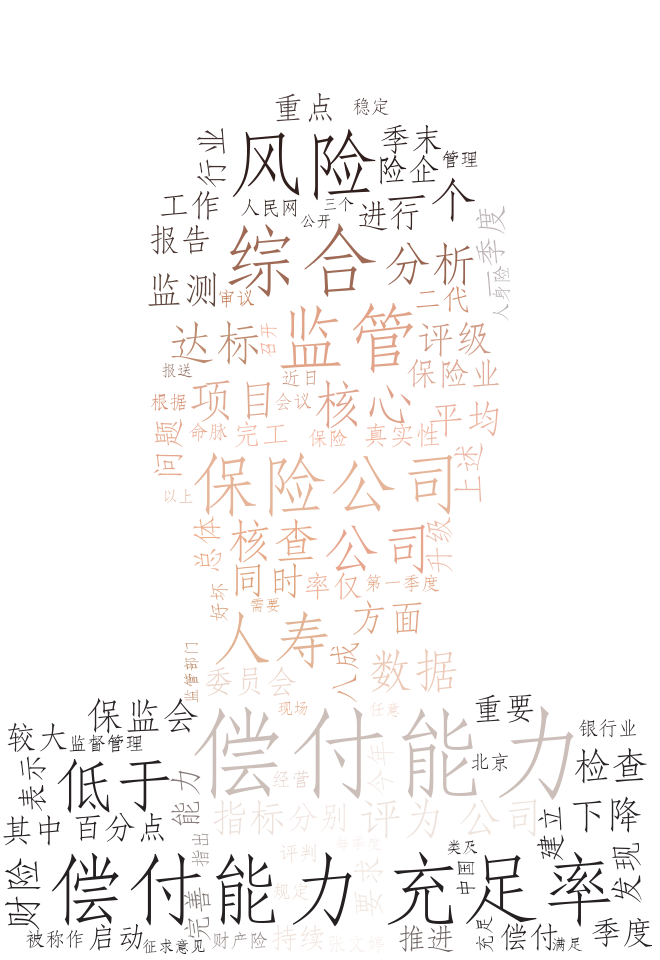 重点
稳定
行业
风险
季末
险企
管理
工作
人民网
三个
公开
进行
一个
报告
综合
分析
一季度
人身险
监测
审议
二代
达标
召开
监管
评级
报送
近日
保险业
根据
项目
会议
核心
平均
问题
命脉
完工
保险
真实性
上述
以上
保险公司
总体
核查
公司
升级
同时
率仅
第一季度
好坏
需要
人寿
方面
监管部门
委员会
八成
数据
保监会
现场
任意
重要
较大
监督管理
偿付能力
银行业
表示
低于
能力
经营
今年
北京
检查
其中
百分点
指标
分别
评为
公司
建立
下降
指出
评判
每季度
类及
财险
偿付能力
充足率
中国
发现
完善
规定
要求
被称作
启动
征求意见
财产险
持续
张文婷
推进
充足
偿付
满足
季度